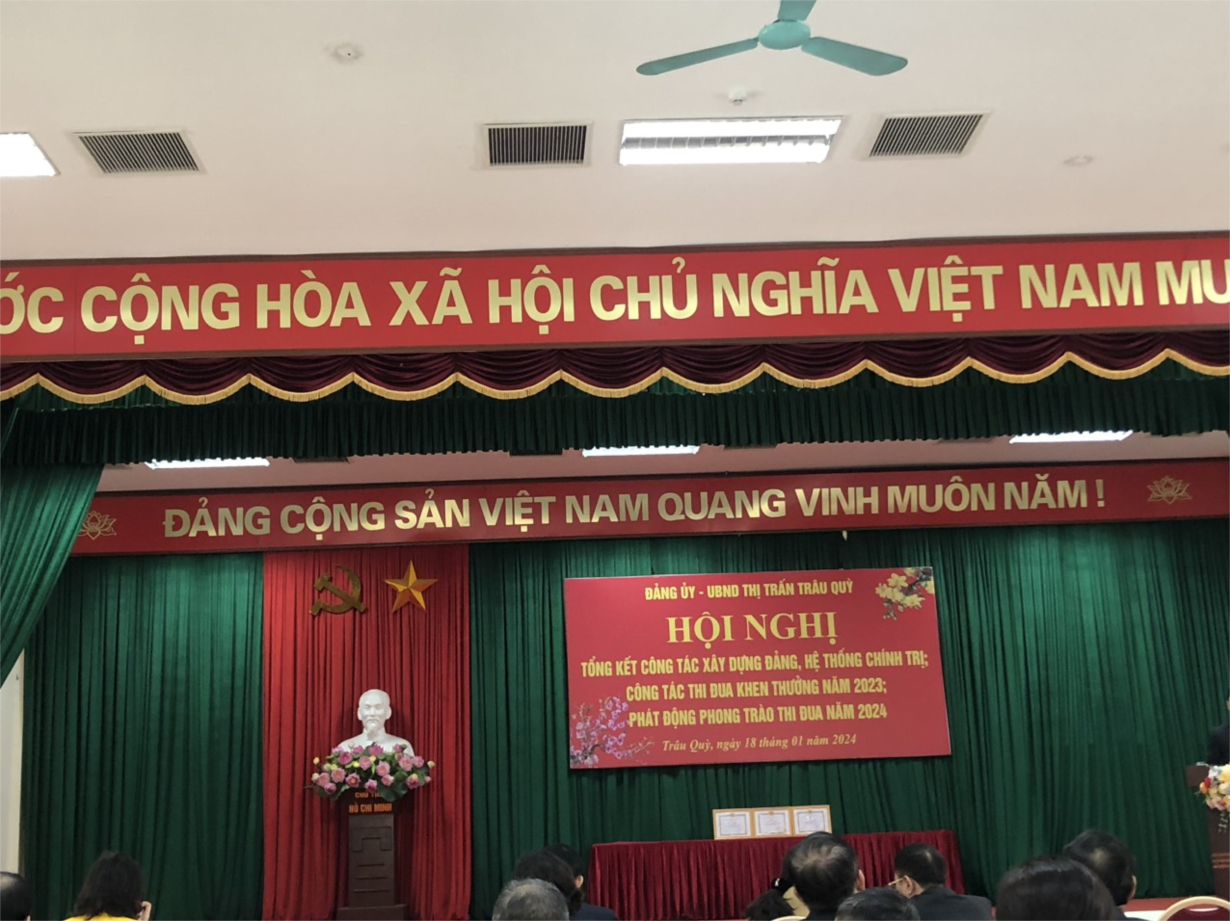 CỘNG HÒA XÃ HỘI CHỦ NGHĨA VIỆT NAM
ĐẢNG CỘNG SẢN VIỆT NAM QUANG VINH MUÔN NĂM !
ĐẢNG ỦY - UBND THỊ TRẤN TRÂU QUỲ
HỘI NGHỊ
TỔNG KẾT CÔNG TÁC XÂY DỰNG ĐẢNG, HỆ THỐNG CHÍNH TRỊ;
CÔNG TÁC THI ĐUA KHEN THƯỞNG NĂM 2023;
PHÁT ĐỘNG PHONG TRÀO THI ĐUA NĂM 2024
Trâu Quỳ, ngày 18 tháng 01 năm 2024
HỒ CHÍ MINH